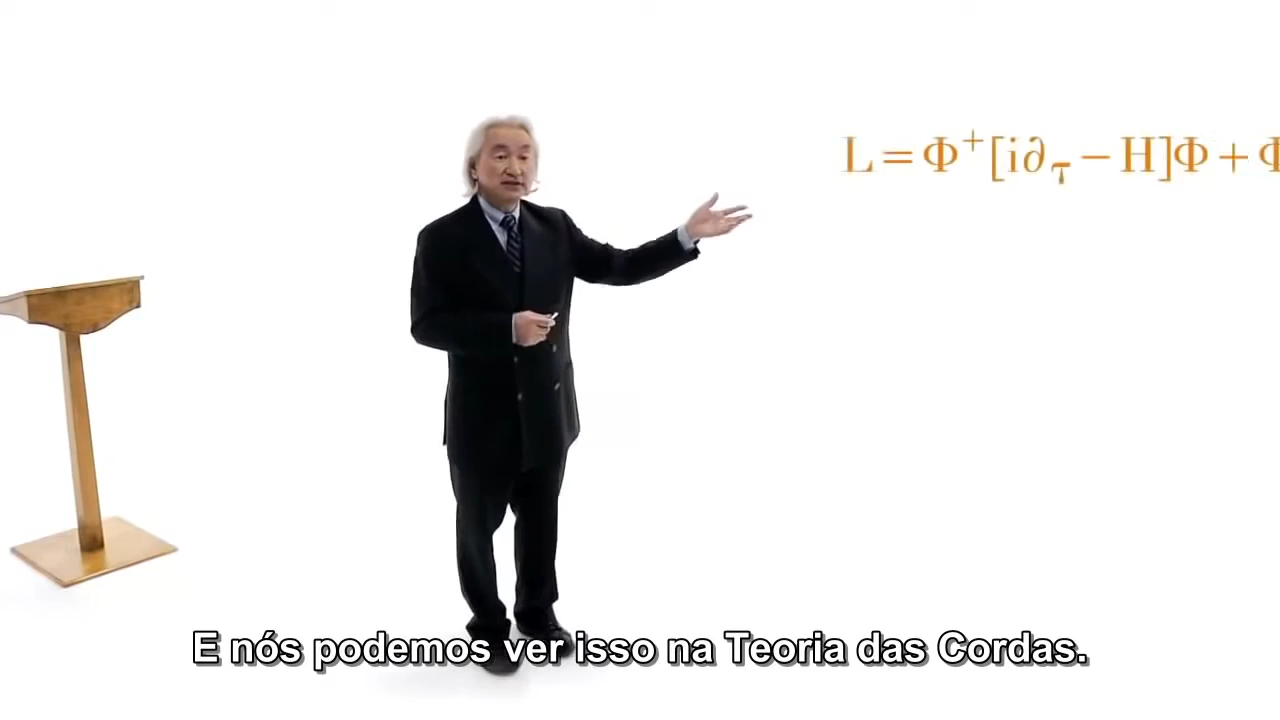 L = Φ⁺[i∂τ − H]Φ + Φ
E nós podemos ver isso na Teoria das Cordas.